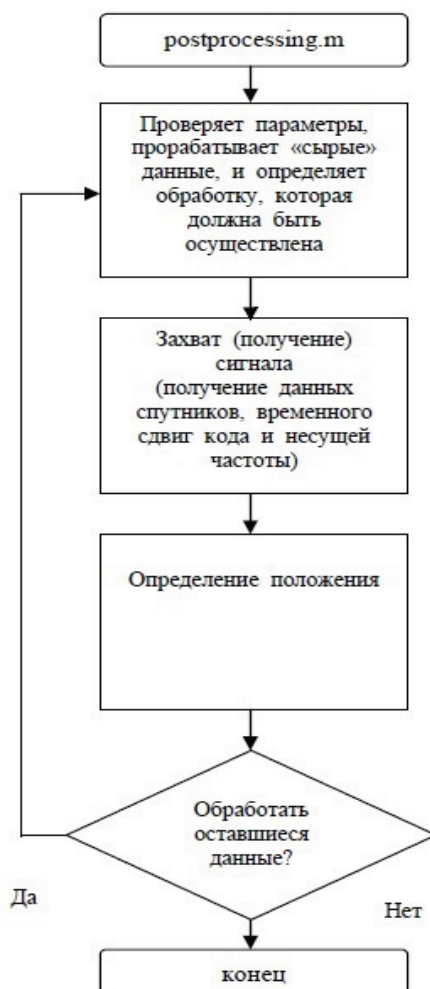 postprocessing.m
Проверяет параметры,
прорабатывает «сырые»
данные, и определяет
обработку, которая
должна быть
осуществлена
Захват (получение)
сигнала
(получение данных
спутников, временного
сдвиг кода и несущей
частоты)
Определение положения
Обработать
оставшиеся
данные?
Да
Нет
конец